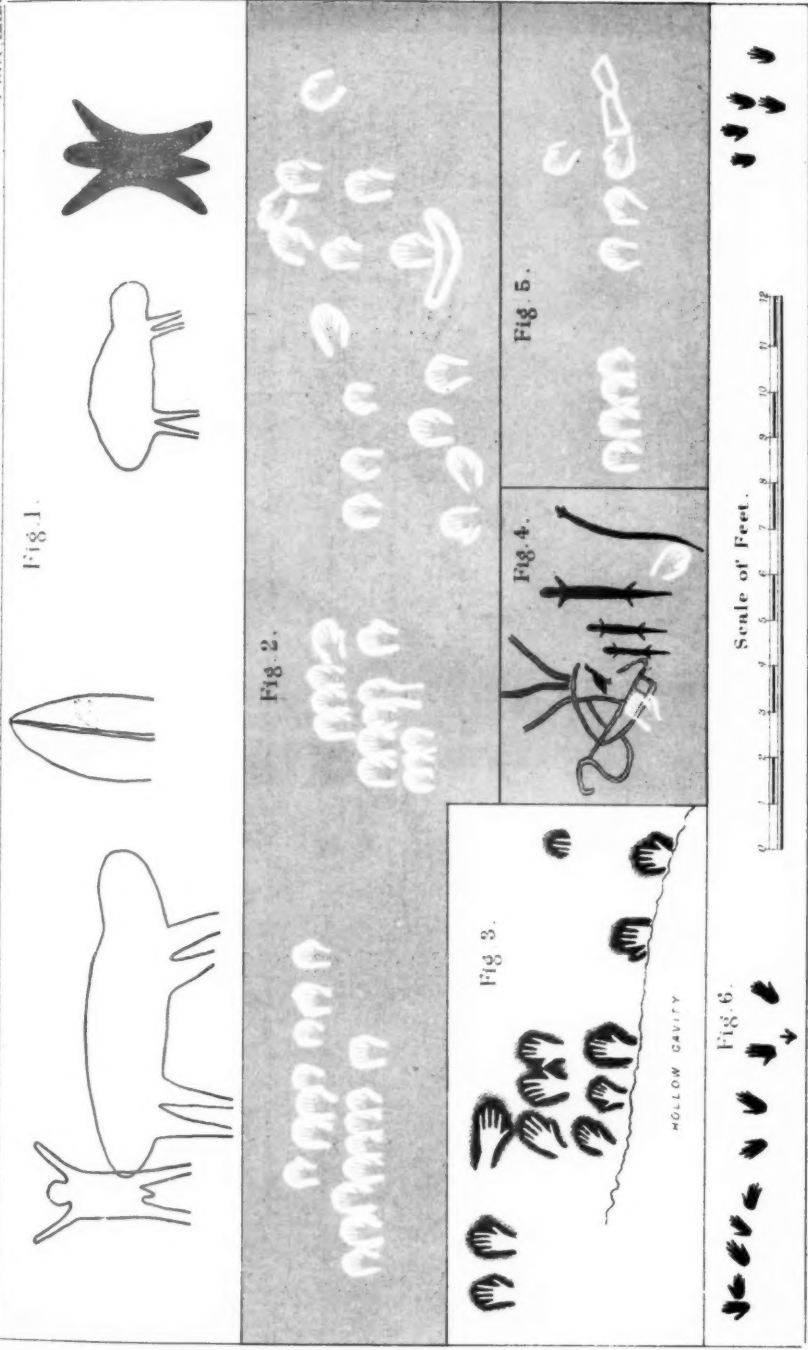 Fig. 1.
Fig. 2.
Fig. 3.
HOLLOW CAVITY
Fig. 4.
Fig. 5.
Fig. 6.
0 1 2 3 4 5 6 7 8 9 10 11 12
Scale of Feet.